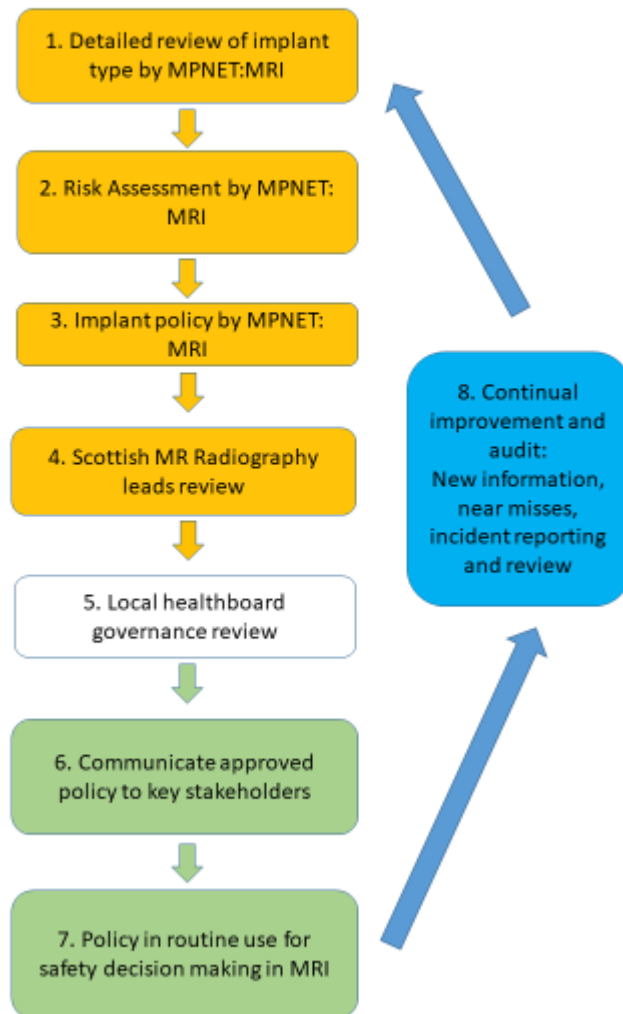 1. Detailed review of implant
type by MPNET:MRI
2. Risk Assessment by MPNET:
MRI
3. Implant policy by MPNET:
MRI
4. Scottish MR Radiography
leads review
5. Local healthboard
governance review
6. Communicate approved
policy to key stakeholders
7. Policy in routine use for
safety decision making in MRI
8. Continual
improvement and
audit:
New information,
near misses,
incident reporting
and review